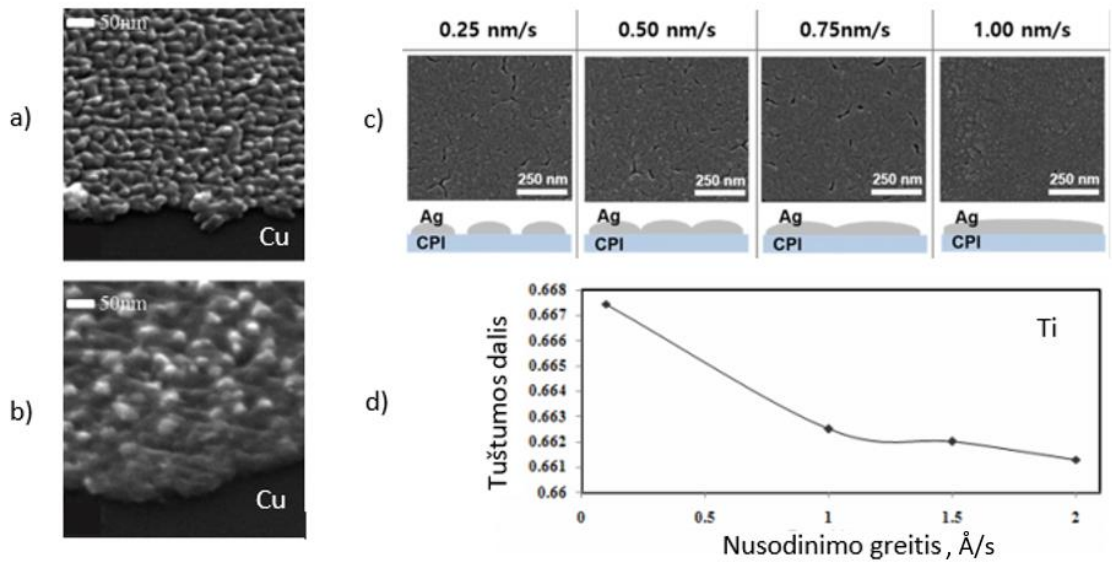 a)
50nm
Cu
b)
50nm
Cu
c)
0.25 nm/s 0.50 nm/s 0.75nm/s 1.00 nm/s
250 nm 250 nm 250 nm 250 nm
Ag Ag Ag Ag
CPI CPI CPI CPI
d)
Tuštumos dalis
0.668
0.667
0.666
0.665
0.664
0.663
0.662
0.661
0.66
Ti
0 0.5 1 1.5 2
Nusodinimo greitis , Å/s